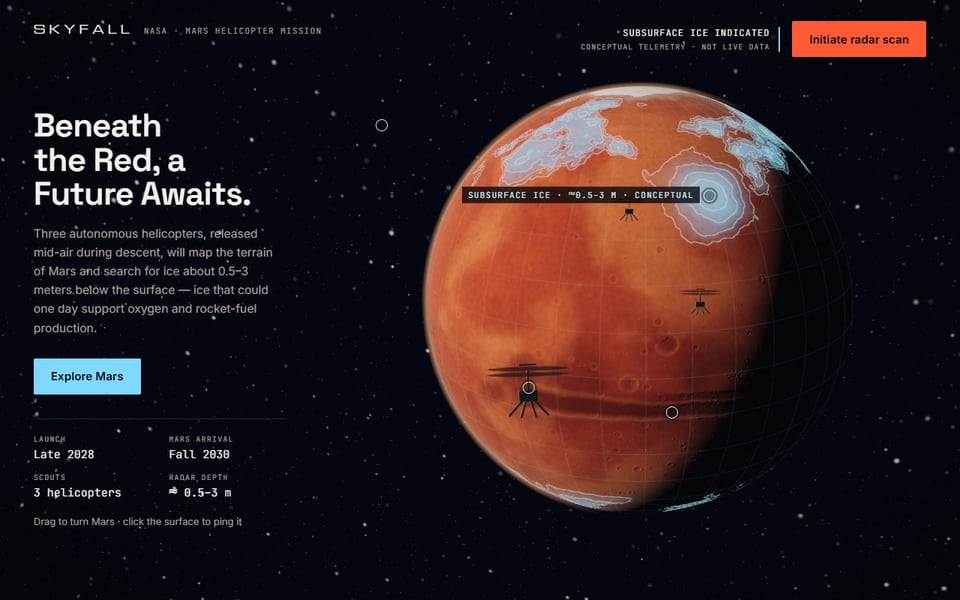 SKYFALL
NASA · MARS HELICOPTER MISSION
SUBSURFACE ICE INDICATED
CONCEPTUAL TELEMETRY · NOT LIVE DATA
Initiate radar scan
Beneath
the Red, a
Future Awaits.
SUBSURFACE ICE · ≈0.5–3 M · CONCEPTUAL
Three autonomous helicopters, released
mid-air during descent, will map the terrain
of Mars and search for ice about 0.5–3
meters below the surface — ice that could
one day support oxygen and rocket-fuel
production.
Explore Mars
LAUNCH
Late 2028
MARS ARRIVAL
Fall 2030
SCOUTS
3 helicopters
RADAR DEPTH
≈ 0.5–3 m
Drag to turn Mars · click the surface to ping it